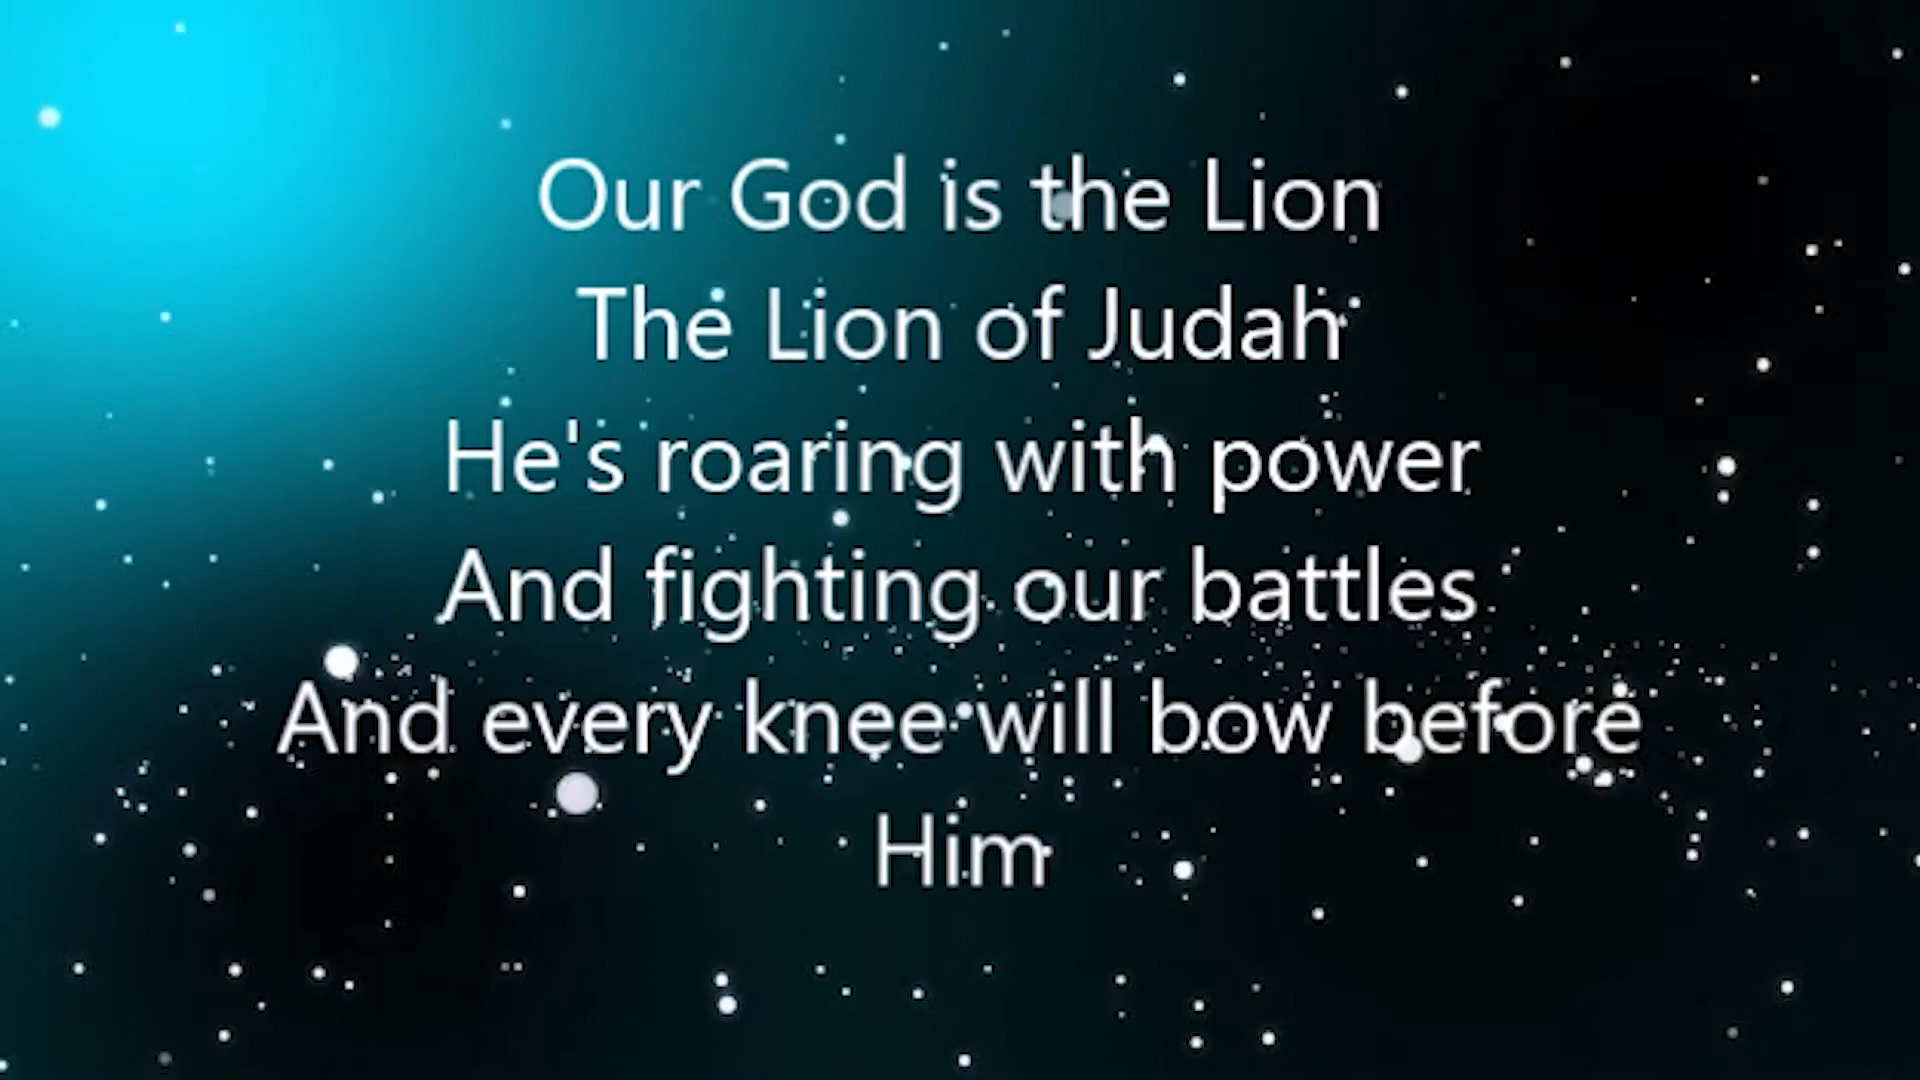 Our God is the Lion
The Lion of Judah
He's roaring with power
And fighting our battles
And every knee will bow before
Him